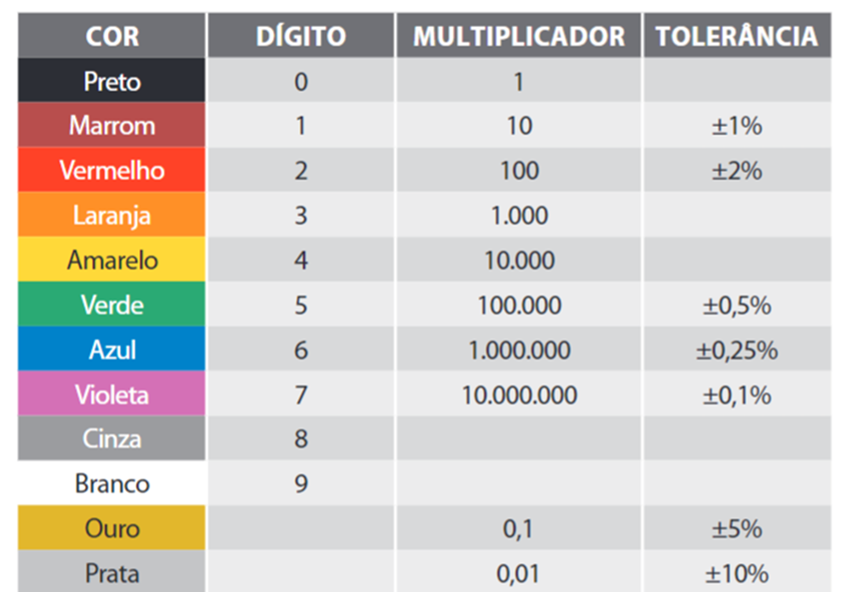 COR DÍGITO MULTIPLICADOR TOLERÂNCIA
Preto 0 1
Marrom 1 10 ±1%
Vermelho 2 100 ±2%
Laranja 3 1.000
Amarelo 4 10.000
Verde 5 100.000 ±0,5%
Azul 6 1.000.000 ±0,25%
Violeta 7 10.000.000 ±0,1%
Cinza 8
Branco 9
Ouro 0,1 ±5%
Prata 0,01 ±10%